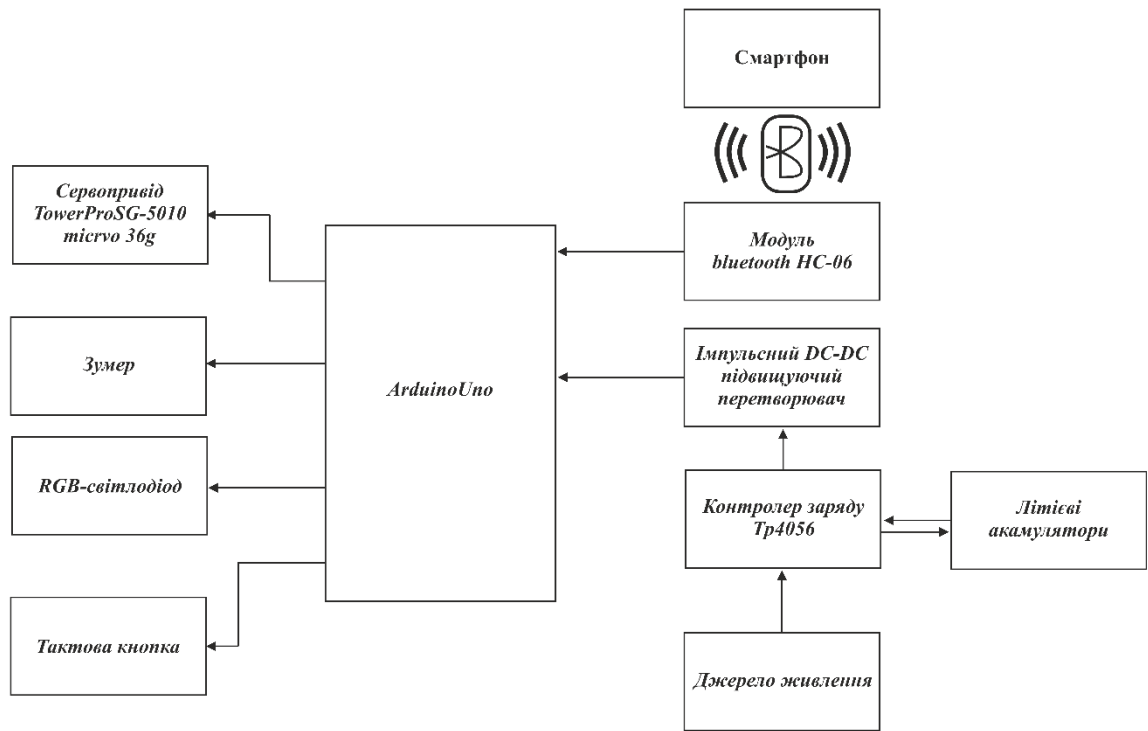 Смартфон
Сервопривід
TowerProSG-5010
micrvo 36g
Модуль
bluetooth HC-06
Зумер
ArduinoUno
Імпульсний DC-DC
підвищуючий
перетворювач
RGB-світлодіод
Контролер заряду
Tp4056
Літієві
акамулятори
Тактова кнопка
Джерело живлення